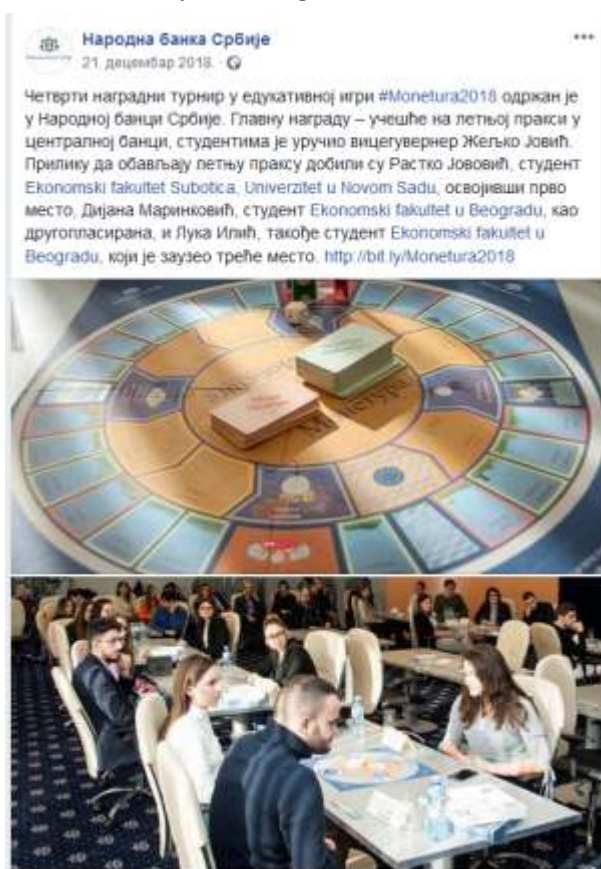 Народна банка Србије
21. децембар 2018.
Четврти наградни турнир у едукативној игри #Monetura2018 одржан је
у Народној банци Србије. Главну награду – учешће на летњој пракси у
централној банци, студентима је уручио вицегувернер Жељко Јовић.
Прилику да обављају летњу праксу добили су Растко Јововић, студент
Ekonomski fakultet Subotica, Univerzitet u Novom Sadu, освојивши прво
место, Дијана Маринковић, студент Ekonomski fakultet u Beogradu, као
другопласирана, и Лука Илић, такође студент Ekonomski fakultet u
Beogradu, који је заузео треће место. http://bit.ly/Monetura2018
Монетура